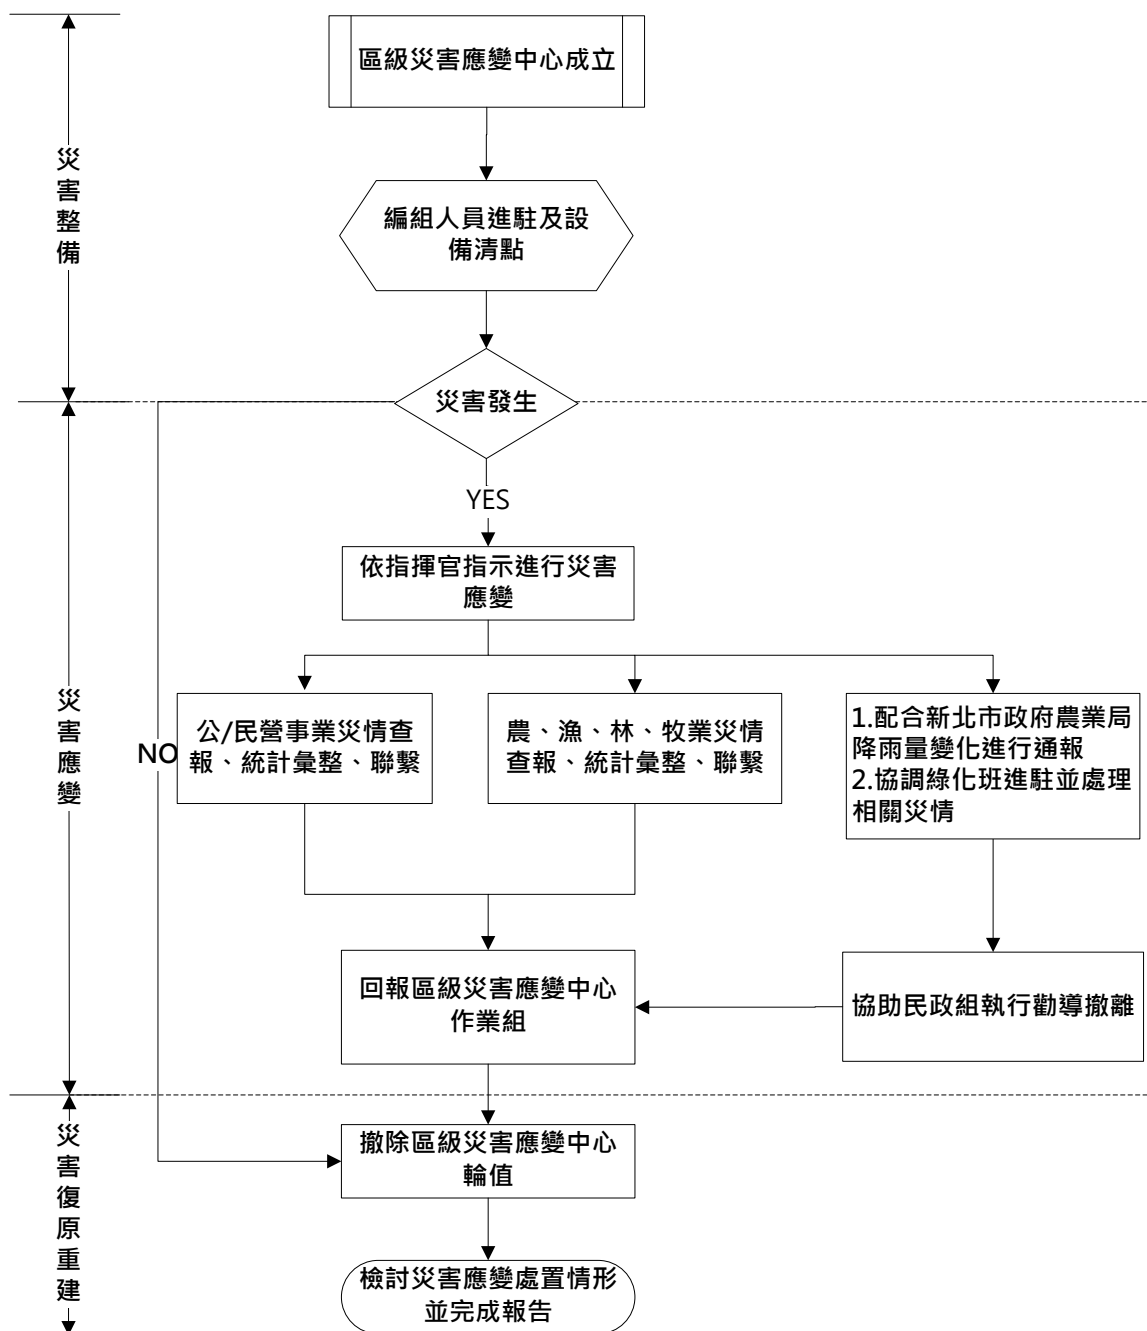 區級災害應變中心成立
災害整備
編組人員進駐及設
備清點
災害發生
YES
依指揮官指示進行災害
應變
災害應變
NO
公/民營事業災情查
報、統計彙整、聯繫
農、漁、林、牧業災情
查報、統計彙整、聯繫
1.配合新北市政府農業局
降雨量變化進行通報
2.協調綠化班進駐並處理
相關災情
回報區級災害應變中心
作業組
協助民政組執行勸導撤離
災害復原重建
撤除區級災害應變中心
輪值
檢討災害應變處置情形
並完成報告